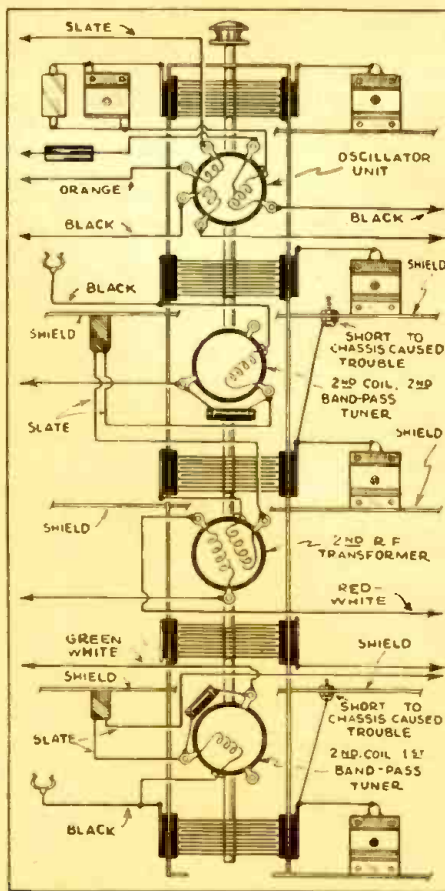 SLATE
OSCILLATOR
UNIT
ORANGE
BLACK
BLACK
BLACK
SHIELD
SHIELD
SHORT TO
CHASSIS CAUSED
TROUBLE
2ND COIL, 2ND
BAND-PASS
TUNER
SLATE
SHIELD
SHIELD
2ND R F
TRANSFORMER
RED-
WHITE
GREEN
WHITE
SHIELD
SHIELD
SHORT TO
CHASSIS CAUSED
TROUBLE
SLATE
2ND. COIL 1ST
BAND-PASS
TUNER
BLACK